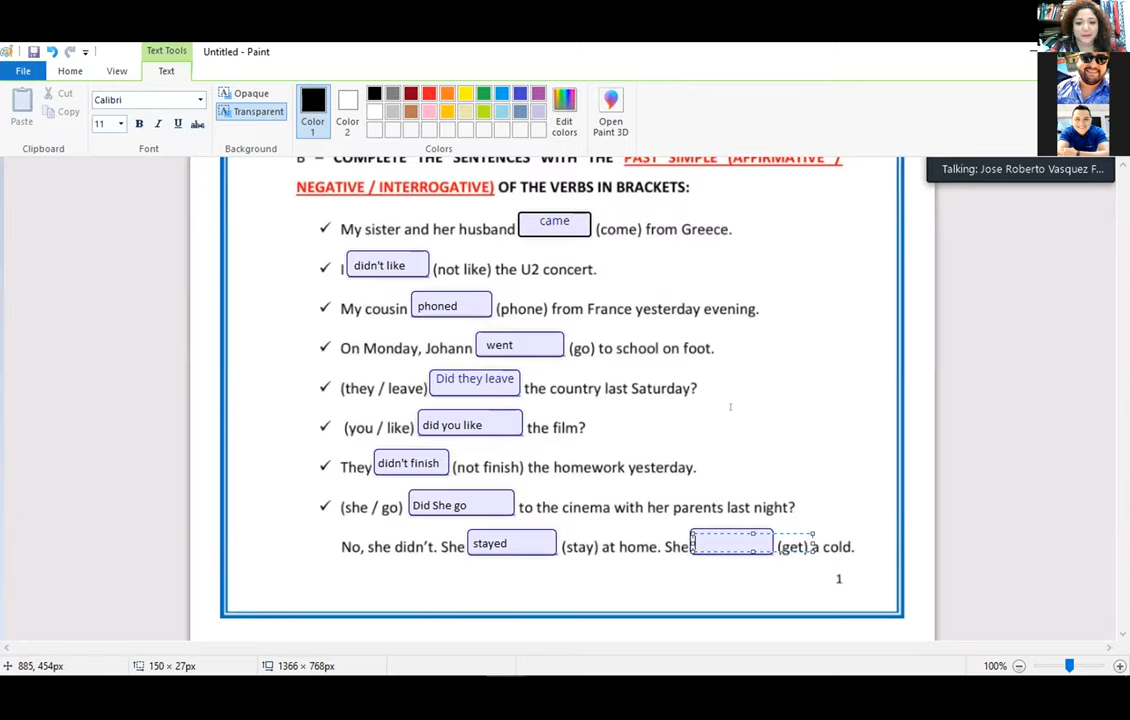 Text Tools
Untitled - Paint
File
Home
View
Text
Paste
Cut
Copy
Clipboard
Calibri
11
B
I
U
abc
Font
Opaque
Transparent
Background
Color 1
Color 2
Edit colors
Colors
Open Paint 3D
Talking: Jose Roberto Vasquez F...
B – COMPLETE THE SENTENCES WITH THE PAST SIMPLE (AFFIRMATIVE /
NEGATIVE / INTERROGATIVE) OF THE VERBS IN BRACKETS:
✓ My sister and her husband came (come) from Greece.
✓ I didn't like (not like) the U2 concert.
✓ My cousin phoned (phone) from France yesterday evening.
✓ On Monday, Johann went (go) to school on foot.
✓ (they / leave) Did they leave the country last Saturday?
✓ (you / like) did you like the film?
✓ They didn't finish (not finish) the homework yesterday.
✓ (she / go) Did She go to the cinema with her parents last night?
No, she didn't. She stayed (stay) at home. She (get) a cold.
1
885, 454px
150 × 27px
1366 × 768px
100%